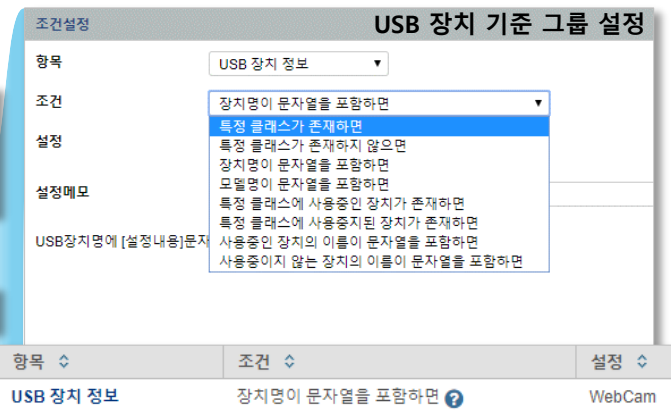 조건설정
USB 장치 기준 그룹 설정
항목
USB 장치 정보
조건
장치명이 문자열을 포함하면
특정 클래스가 존재하면
설정
특정 클래스가 존재하지 않으면
장치명이 문자열을 포함하면
모델명이 문자열을 포함하면
설정메모
특정 클래스에 사용중인 장치가 존재하면
특정 클래스에 사용중지된 장치가 존재하면
USB장치명에 [설정내용]문자
사용중인 장치의 이름이 문자열을 포함하면
사용중이지 않는 장치의 이름이 문자열을 포함하면
항목 조건 설정
USB 장치 정보 장치명이 문자열을 포함하면 ? WebCam